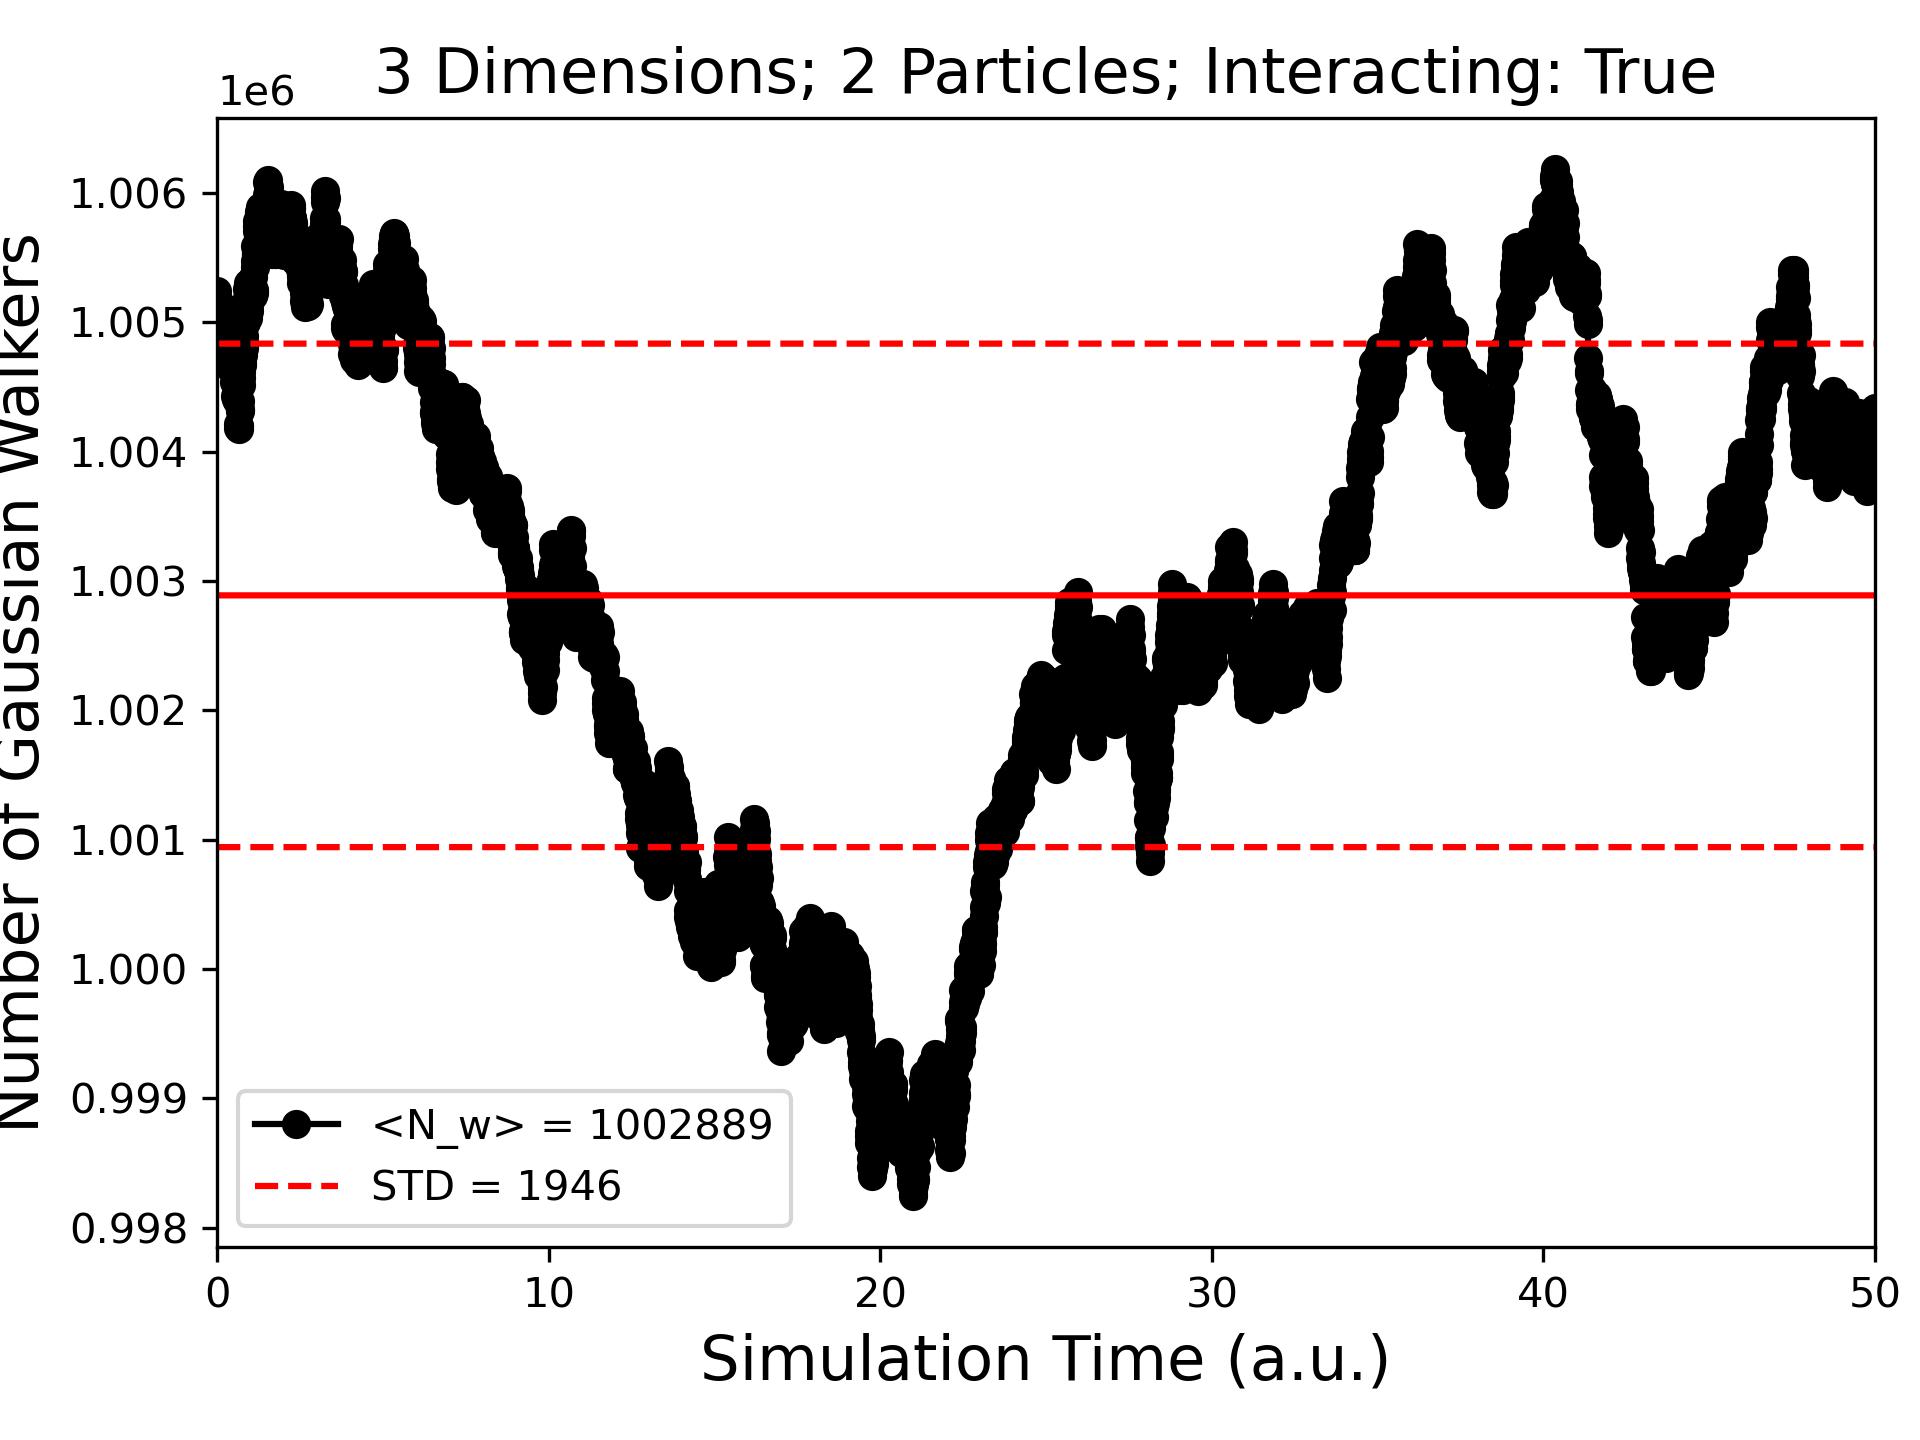 3 Dimensions; 2 Particles; Interacting: True
1e6
1.006
1.005
1.004
1.003
1.002
1.001
1.000
0.999
0.998
Number of Gaussian Walkers
<N_w> = 1002889
STD = 1946
0 10 20 30 40 50
Simulation Time (a.u.)